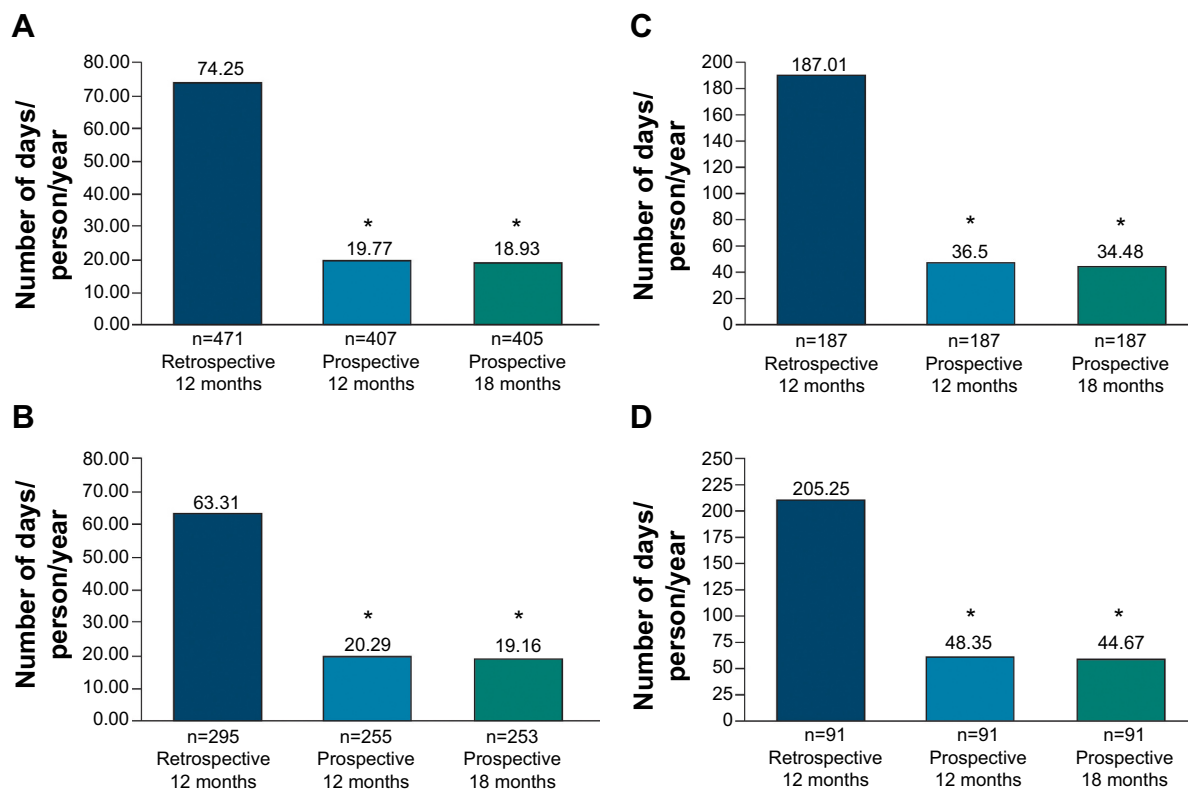 A
Number of days/
person/year
80.00
70.00
60.00
50.00
40.00
30.00
20.00
10.00
0.00
74.25
*
19.77
*
18.93
n=471
Retrospective
12 months
n=407
Prospective
12 months
n=405
Prospective
18 months
C
Number of days/
person/year
200
180
160
140
120
100
80
60
40
20
0
187.01
*
36.5
*
34.48
n=187
Retrospective
12 months
n=187
Prospective
12 months
n=187
Prospective
18 months
B
Number of days/
person/year
80.00
70.00
60.00
50.00
40.00
30.00
20.00
10.00
0.00
63.31
*
20.29
*
19.16
n=295
Retrospective
12 months
n=255
Prospective
12 months
n=253
Prospective
18 months
D
Number of days/
person/year
250
225
200
175
150
125
100
75
50
25
0
205.25
*
48.35
*
44.67
n=91
Retrospective
12 months
n=91
Prospective
12 months
n=91
Prospective
18 months